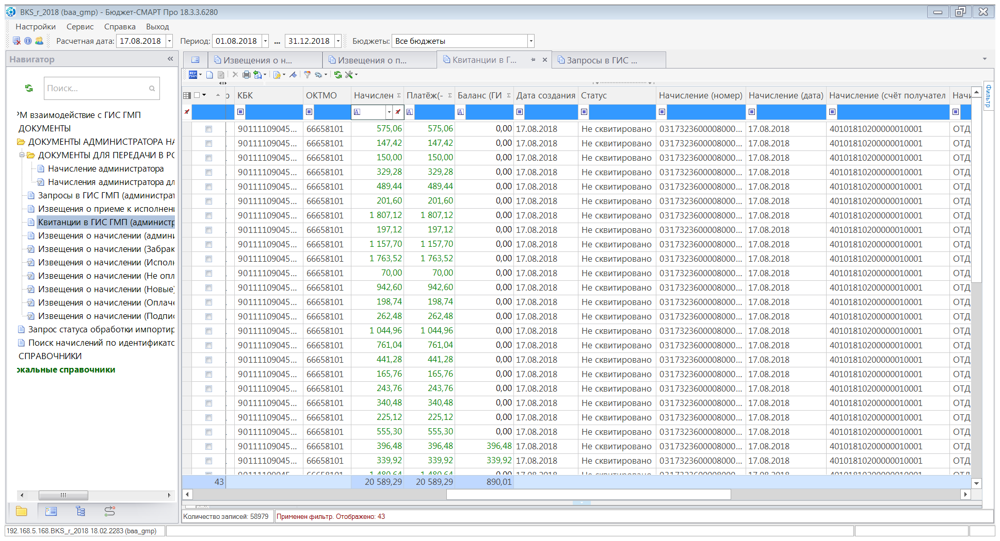 BKS_r_2018 (baa_gmp) - Бюджет-СМАРТ Про 18.3.3.6280
Настройки Сервис Справка Выход
Расчетная дата: 17.08.2018 Период: 01.08.2018 ... 31.12.2018 Бюджеты: Все бюджеты
Навигатор «
Извещения о н... Извещения о п... Квитанции в Г... Запросы в ГИС ...
Поиск...
РМ взаимодействие с ГИС ГМП
ДОКУМЕНТЫ
ДОКУМЕНТЫ АДМИНИСТРАТОРА НА
ДОКУМЕНТЫ ДЛЯ ПЕРЕДАЧИ В РС
Начисление администратора
Начисления администратора дл
Запросы в ГИС ГМП (администрат
Извещения о приеме к исполнени
Квитанции в ГИС ГМП (администр
Извещения о начислении (админи
Извещения о начислении (Забрак
Извещения о начислении (Исполн
Извещения о начислении (Не опл
Извещения о начислении (Новые)
Извещения о начислении (Оплаче
Извещения о начислении (Подпис
Запрос статуса обработки импортир
Поиск начислений по идентификатс
СПРАВОЧНИКИ
окальные справочники
КБК ОКТМО Начислен Σ Платёж(- Σ Баланс (ГИ Σ Дата создания Статус Начисление (номер) Начисление (дата) Начисление (счёт получател Начи
Фильтр
90111109045... 66658101 575,06 575,06 0,00 17.08.2018 Не сквитировано 0317323600008000... 17.08.2018 40101810200000010001 ОТД
90111109045... 66658101 147,42 147,42 0,00 17.08.2018 Не сквитировано 0317323600008000... 17.08.2018 40101810200000010001 ОТД
90111109045... 66658101 150,00 150,00 0,00 17.08.2018 Не сквитировано 0317323600008000... 17.08.2018 40101810200000010001 ОТД
90111109045... 66658101 329,28 329,28 0,00 17.08.2018 Не сквитировано 0317323600008000... 17.08.2018 40101810200000010001 ОТД
90111109045... 66658101 489,44 489,44 0,00 17.08.2018 Не сквитировано 0317323600008000... 17.08.2018 40101810200000010001 ОТД
90111109045... 66658101 201,60 201,60 0,00 17.08.2018 Не сквитировано 0317323600008000... 17.08.2018 40101810200000010001 ОТД
90111109045... 66658101 1 807,12 1 807,12 0,00 17.08.2018 Не сквитировано 0317323600008000... 17.08.2018 40101810200000010001 ОТД
90111109045... 66658101 197,12 197,12 0,00 17.08.2018 Не сквитировано 0317323600008000... 17.08.2018 40101810200000010001 ОТД
90111109045... 66658101 1 157,70 1 157,70 0,00 17.08.2018 Не сквитировано 0317323600008000... 17.08.2018 40101810200000010001 ОТД
90111109045... 66658101 1 763,52 1 763,52 0,00 17.08.2018 Не сквитировано 0317323600008000... 17.08.2018 40101810200000010001 ОТД
90111109045... 66658101 70,00 70,00 0,00 17.08.2018 Не сквитировано 0317323600008000... 17.08.2018 40101810200000010001 ОТД
90111109045... 66658101 942,60 942,60 0,00 17.08.2018 Не сквитировано 0317323600008000... 17.08.2018 40101810200000010001 ОТД
90111109045... 66658101 198,74 198,74 0,00 17.08.2018 Не сквитировано 0317323600008000... 17.08.2018 40101810200000010001 ОТД
90111109045... 66658101 262,48 262,48 0,00 17.08.2018 Не сквитировано 0317323600008000... 17.08.2018 40101810200000010001 ОТД
90111109045... 66658101 1 044,96 1 044,96 0,00 17.08.2018 Не сквитировано 0317323600008000... 17.08.2018 40101810200000010001 ОТД
90111109045... 66658101 761,04 761,04 0,00 17.08.2018 Не сквитировано 0317323600008000... 17.08.2018 40101810200000010001 ОТД
90111109045... 66658101 441,28 441,28 0,00 17.08.2018 Не сквитировано 0317323600008000... 17.08.2018 40101810200000010001 ОТД
90111109045... 66658101 165,76 165,76 0,00 17.08.2018 Не сквитировано 0317323600008000... 17.08.2018 40101810200000010001 ОТД
90111109045... 66658101 243,76 243,76 0,00 17.08.2018 Не сквитировано 0317323600008000... 17.08.2018 40101810200000010001 ОТД
90111109045... 66658101 340,48 340,48 0,00 17.08.2018 Не сквитировано 0317323600008000... 17.08.2018 40101810200000010001 ОТД
90111109045... 66658101 225,12 225,12 0,00 17.08.2018 Не сквитировано 0317323600008000... 17.08.2018 40101810200000010001 ОТД
90111109045... 66658101 555,30 555,30 0,00 17.08.2018 Не сквитировано 0317323600008000... 17.08.2018 40101810200000010001 ОТД
90111109045... 66658101 396,48 396,48 396,48 17.08.2018 Не сквитировано 0317323600008000... 17.08.2018 40101810200000010001 ОТД
90111109045... 66658101 339,92 339,92 339,92 17.08.2018 Не сквитировано 0317323600008000... 17.08.2018 40101810200000010001 ОТД
90111109045... 66658101 1 480,64 1 480,64 0,00 17.08.2018 Не сквитировано 0317323600008000... 17.08.2018 40101810200000010001 ОТД
43 20 589,29 20 589,29 890,01
Количество записей: 58979 Применен фильтр. Отображено: 43
192.168.5.168.BKS_r_2018 18.02.2283 (baa_gmp)